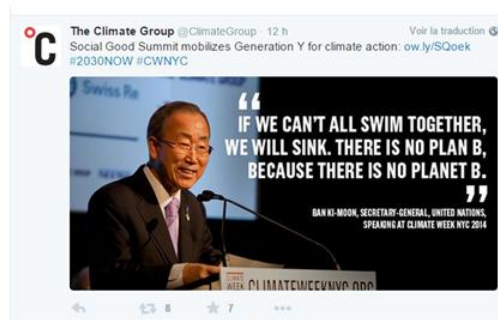 °C
The Climate Group @ClimateGroup · 12 h
Voir la traduction
Social Good Summit mobilizes Generation Y for climate action: ow.ly/SQoek
#2030NOW #CWNYC
Swiss Re
CLIMATE GROUP
“
IF WE CAN'T ALL SWIM TOGETHER,
WE WILL SINK. THERE IS NO PLAN B,
BECAUSE THERE IS NO PLANET B.
”
BAN KI-MOON, SECRETARY-GENERAL, UNITED NATIONS,
SPEAKING AT CLIMATE WEEK NYC 2014
CLIMATE
WEEK
CLIMATEWEEKNYC.ORG
8
7